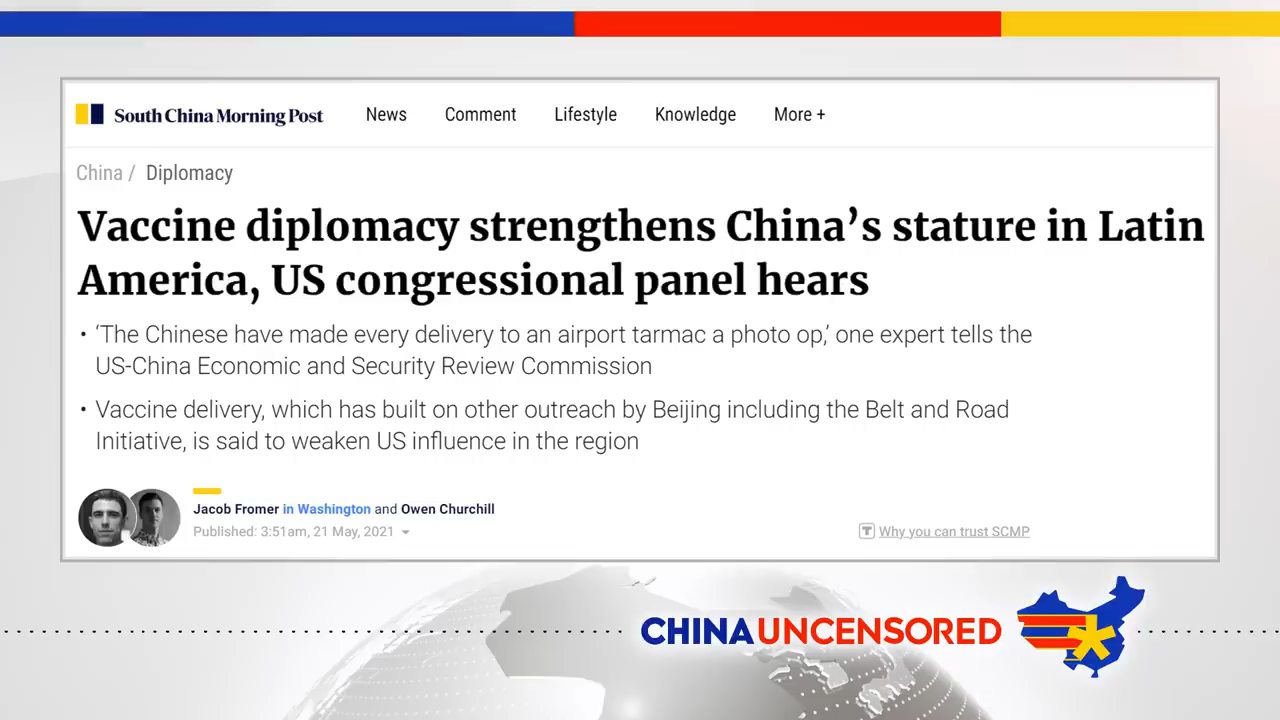 South China Morning Post News Comment Lifestyle Knowledge More +
China / Diplomacy
Vaccine diplomacy strengthens China’s stature in Latin
America, US congressional panel hears
• ‘The Chinese have made every delivery to an airport tarmac a photo op,’ one expert tells the
US-China Economic and Security Review Commission
• Vaccine delivery, which has built on other outreach by Beijing including the Belt and Road
Initiative, is said to weaken US influence in the region
Jacob Fromer in Washington and Owen Churchill
Published: 3:51am, 21 May, 2021
T Why you can trust SCMP
CHINA UNCENSORED